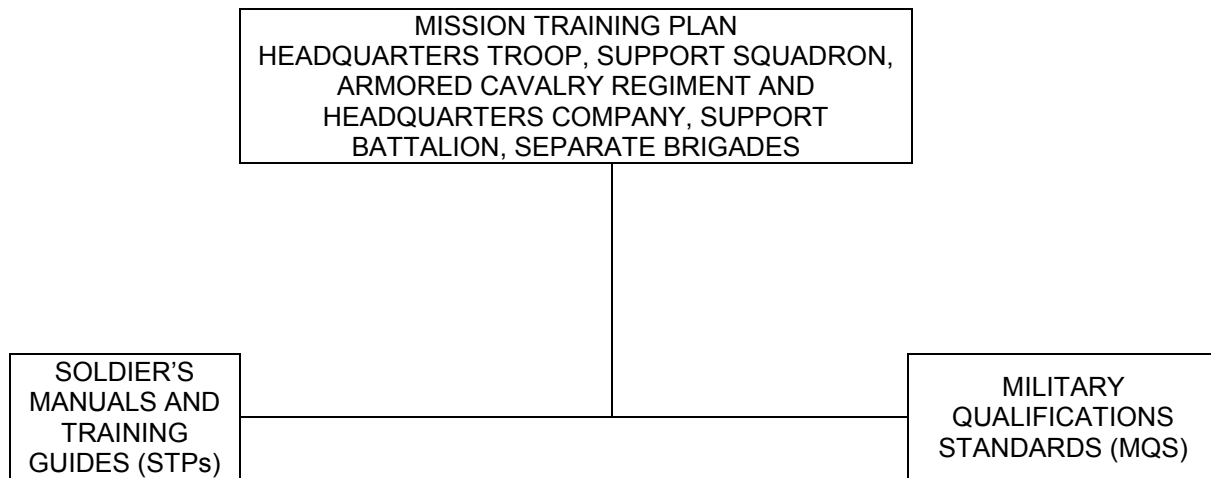 MISSION TRAINING PLAN
HEADQUARTERS TROOP, SUPPORT SQUADRON,
ARMORED CAVALRY REGIMENT AND
HEADQUARTERS COMPANY, SUPPORT
BATTALION, SEPARATE BRIGADES
SOLDIER’S
MANUALS AND
TRAINING
GUIDES (STPs)
MILITARY
QUALIFICATIONS
STANDARDS (MQS)